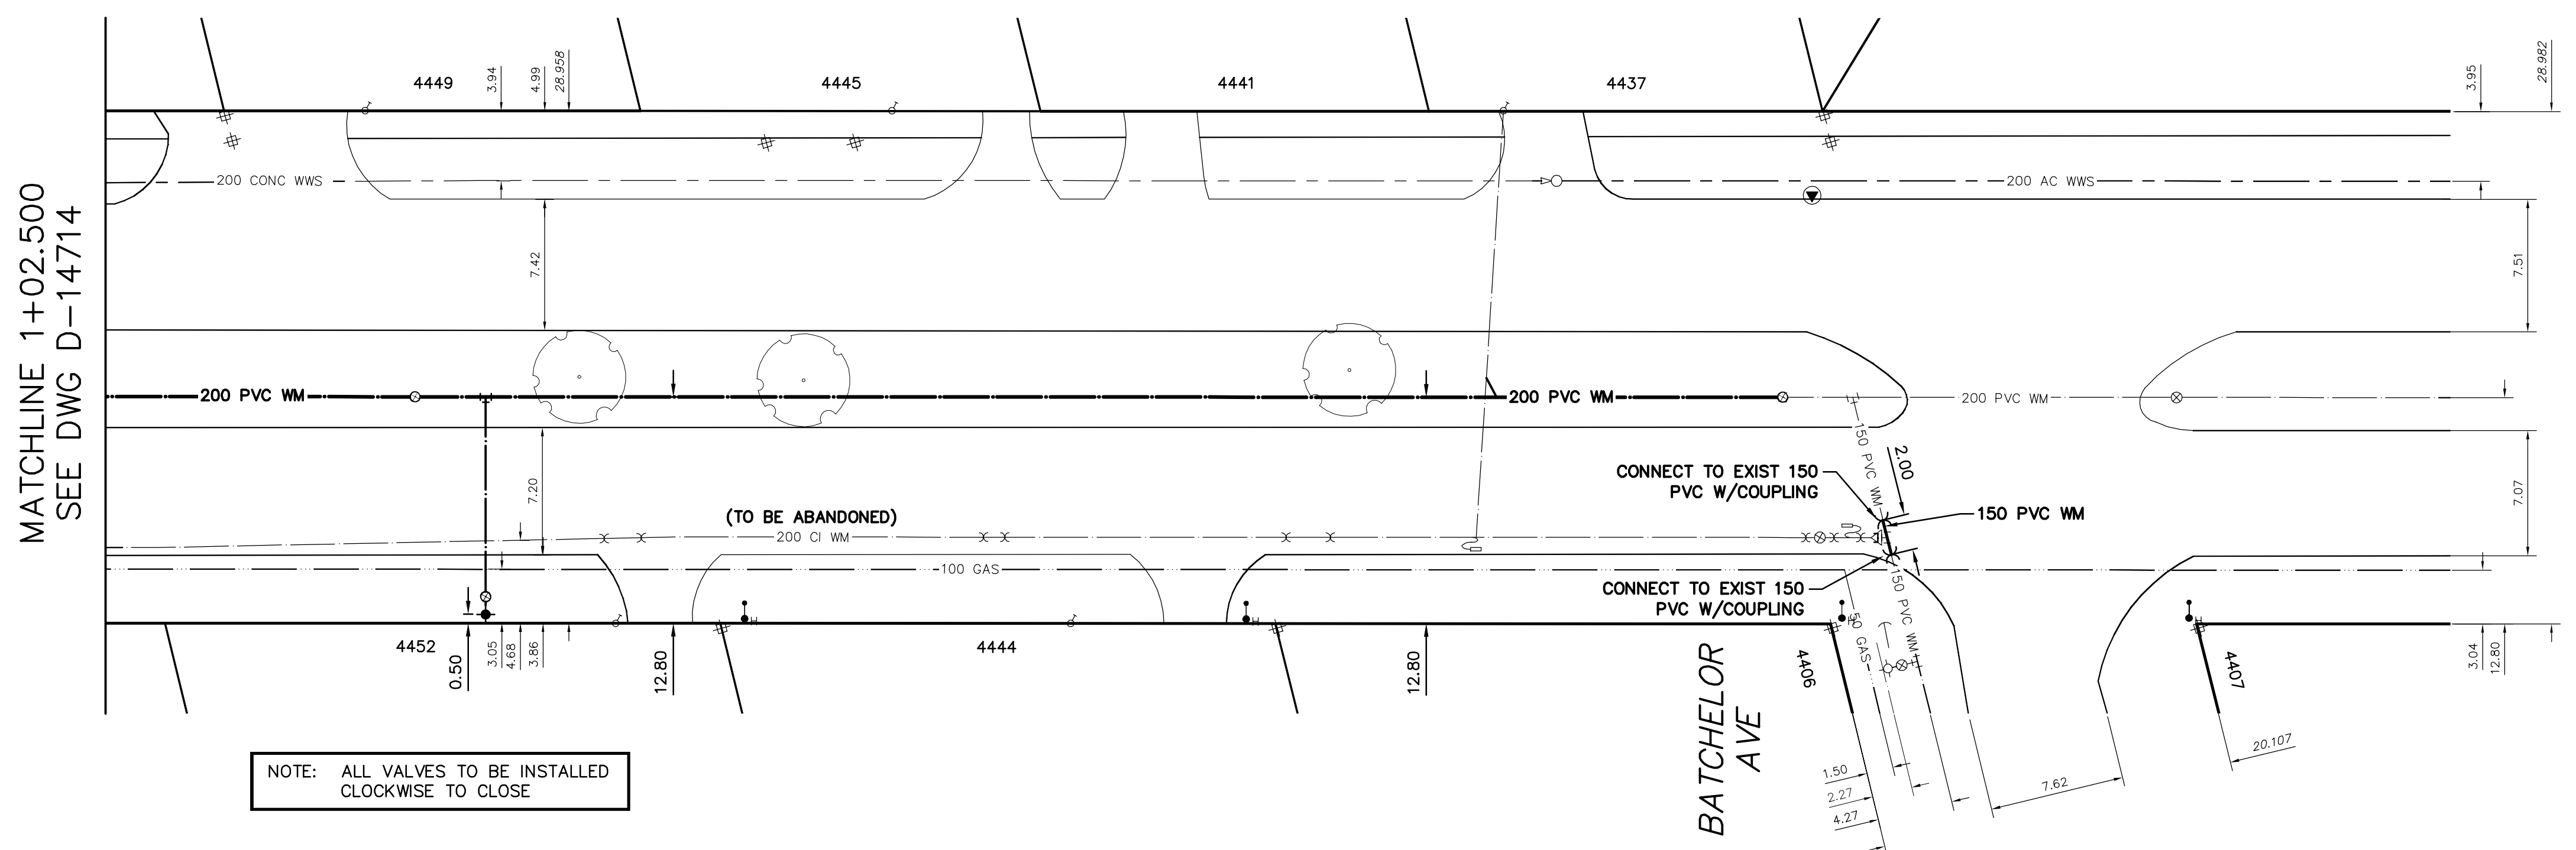 MATCHLINE 1+02.500
SEE DWG D-14714
4449
3.94
4.99
28.958
4445
4441
4437
3.95
28.982
200 CONC WWS
200 AC WWS
7.42
7.51
200 PVC WM
200 PVC WM
200 PVC WM
150 PVC WM
2.00
CONNECT TO EXIST 150
PVC W/COUPLING
150 PVC WM
7.20
7.07
(TO BE ABANDONED)
200 CI WM
100 GAS
CONNECT TO EXIST 150
PVC W/COUPLING
150 PVC WM
50 GAS
4452
0.50
3.05
4.68
3.86
12.80
4444
12.80
4406
4407
3.04
12.80
BATCHELOR
AVE
1.50
2.27
4.27
7.62
20.107
NOTE: ALL VALVES TO BE INSTALLED
CLOCKWISE TO CLOSE